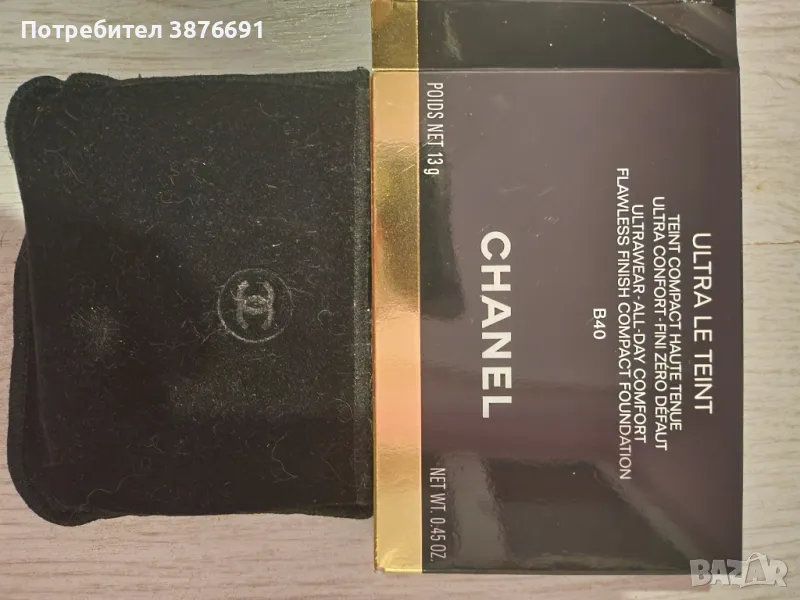 Потребител 3876691
ULTRA LE TEINT
TEINT COMPACT HAUTE TENUE
ULTRA CONFORT-FINI ZÉRO DÉFAUT
ULTRAWEAR-ALL-DAY COMFORT
FLAWLESS FINISH COMPACT FOUNDATION
B40
CHANEL
POIDS NET 13 g
NET WT. 0.45 OZ.
BAZAR